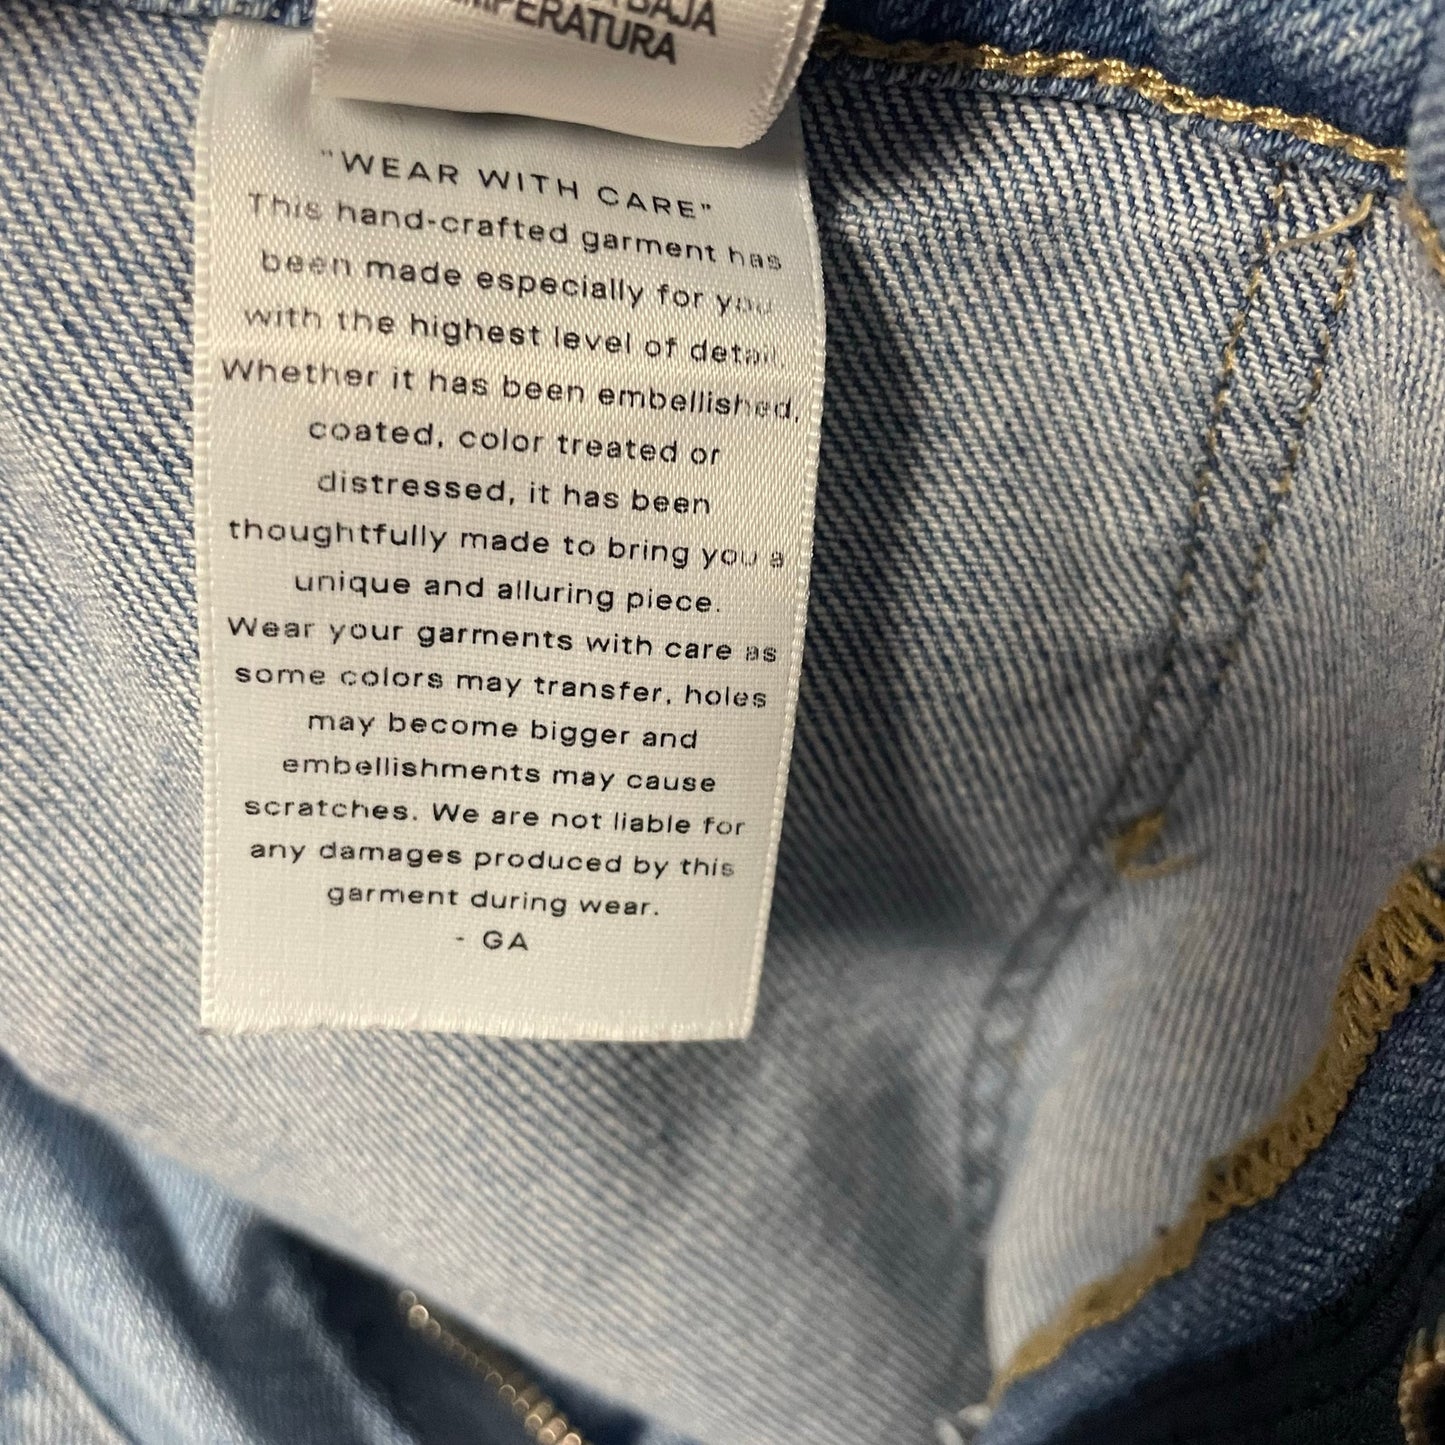 BAJA
TEMPERATURA
"WEAR WITH CARE"
This hand-crafted garment has
been made especially for you
with the highest level of detail.
Whether it has been embellished,
coated, color treated or
distressed, it has been
thoughtfully made to bring you a
unique and alluring piece.
Wear your garments with care as
some colors may transfer, holes
may become bigger and
embellishments may cause
scratches. We are not liable for
any damages produced by this
garment during wear.
- GA